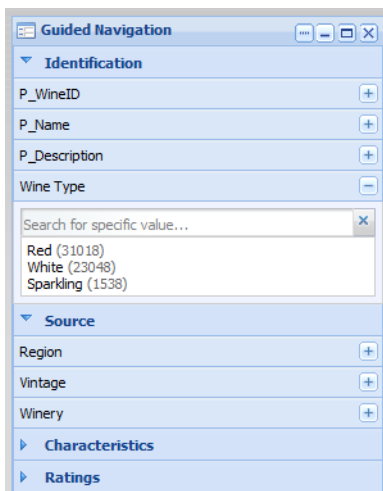 Guided Navigation
Identification
P_WineID
P_Name
P_Description
Wine Type
Search for specific value...
Red (31018)
White (23048)
Sparkling (1538)
Source
Region
Vintage
Winery
Characteristics
Ratings